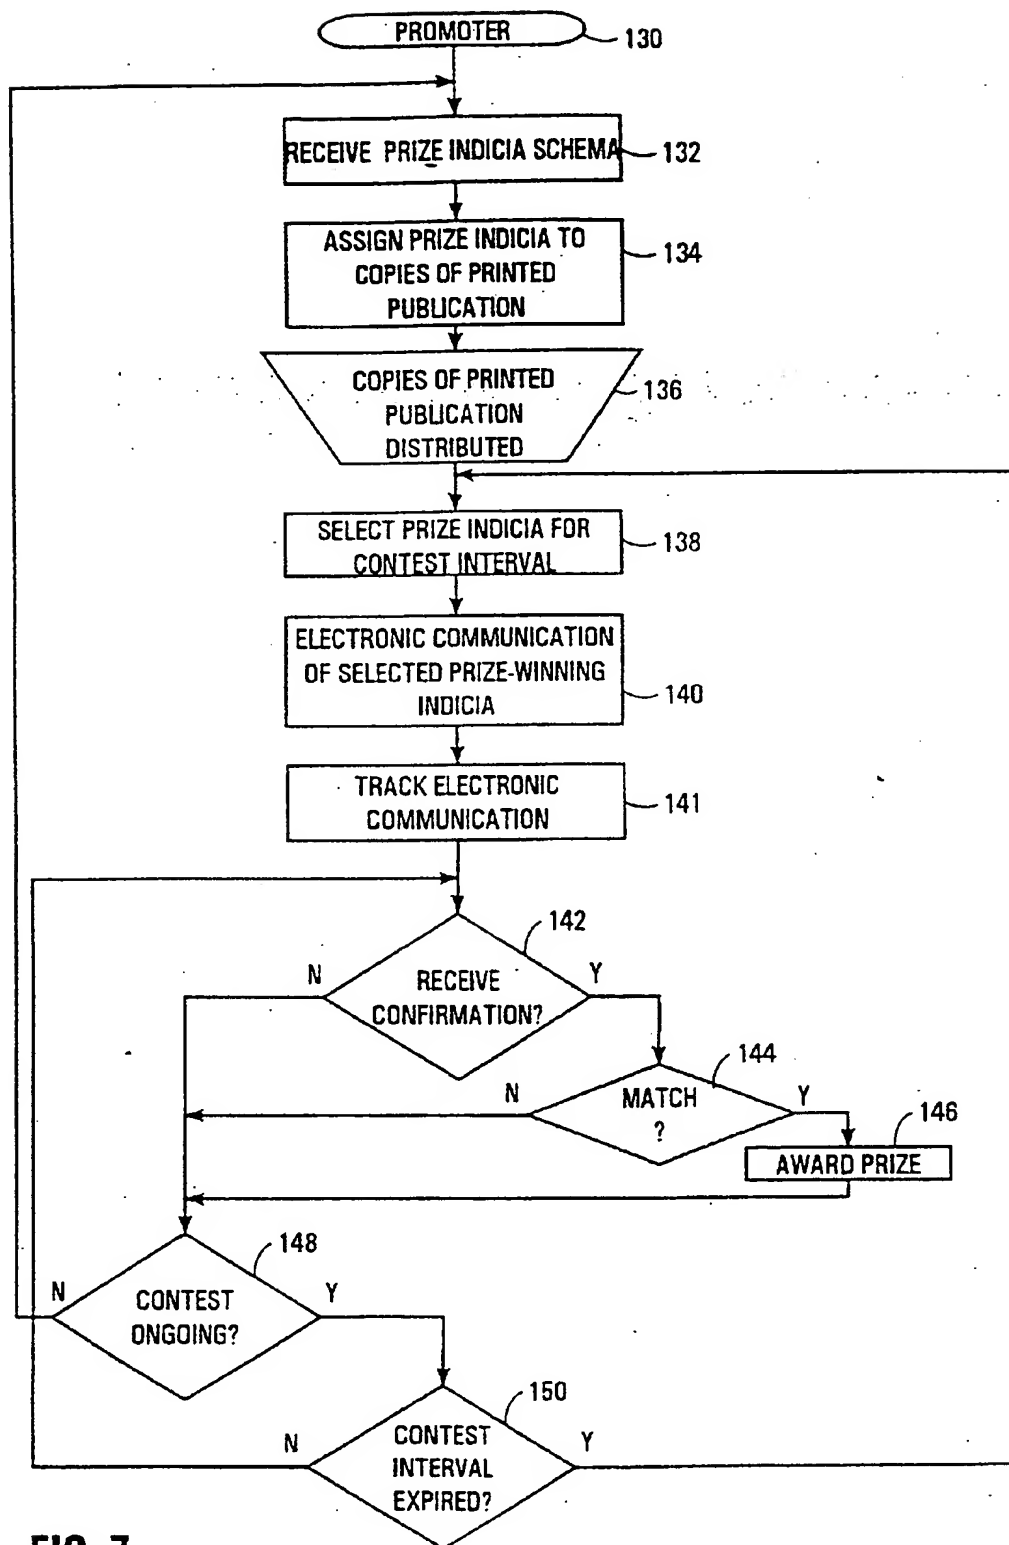 PROMOTER
130
RECEIVE PRIZE INDICIA SCHEMA
132
ASSIGN PRIZE INDICIA TO
COPIES OF PRINTED
PUBLICATION
134
COPIES OF PRINTED
PUBLICATION
DISTRIBUTED
136
SELECT PRIZE INDICIA FOR
CONTEST INTERVAL
138
ELECTRONIC COMMUNICATION
OF SELECTED PRIZE-WINNING
INDICIA
140
TRACK ELECTRONIC
COMMUNICATION
141
142
N
Y
RECEIVE
CONFIRMATION?
144
N
Y
MATCH
?
146
AWARD PRIZE
148
N
Y
CONTEST
ONGOING?
150
N
Y
CONTEST
INTERVAL
EXPIRED?
FIG. 7